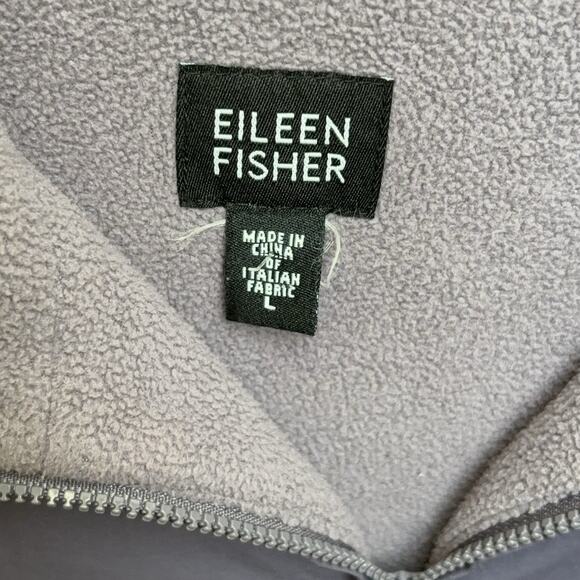 EILEEN
FISHER
MADE IN
CHINA
OF
ITALIAN
FABRIC
L